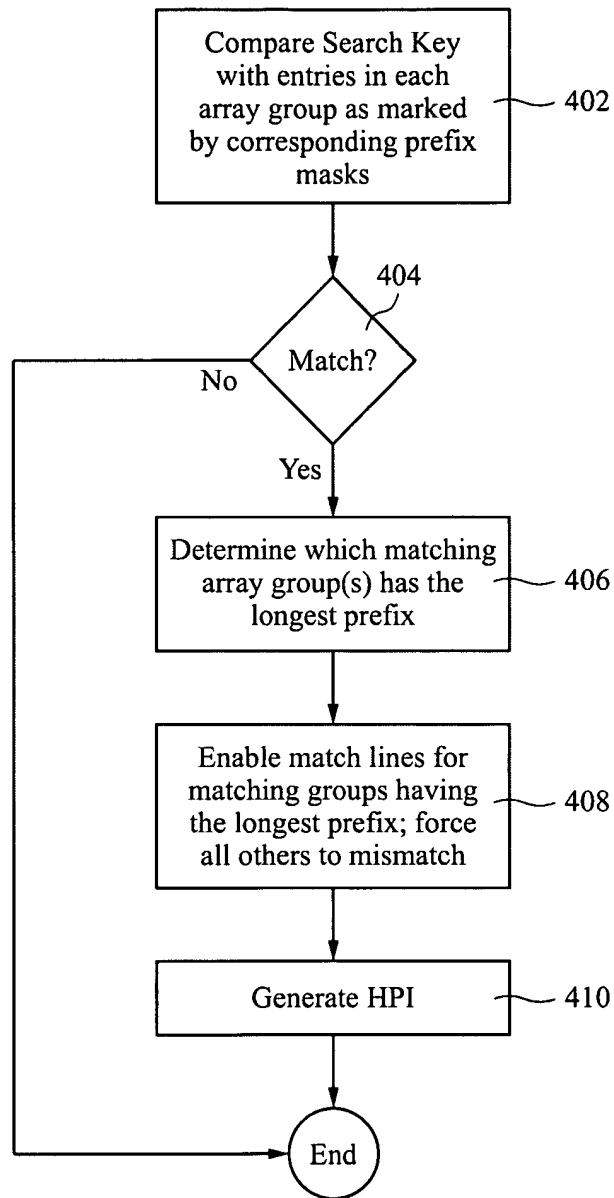 Compare Search Key
with entries in each
array group as marked
by corresponding prefix
masks
402
404
Match?
No
Yes
Determine which matching
array group(s) has the
longest prefix
406
Enable match lines for
matching groups having
the longest prefix; force
all others to mismatch
408
Generate HPI
410
End